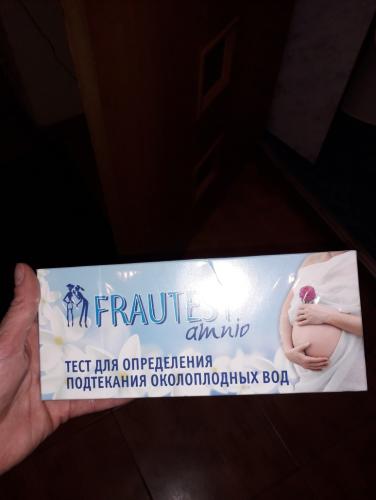 FRAUTEST
amnio
ТЕСТ ДЛЯ ОПРЕДЕЛЕНИЯ
ПОДТЕКАНИЯ ОКОЛОПЛОДНЫХ ВОД